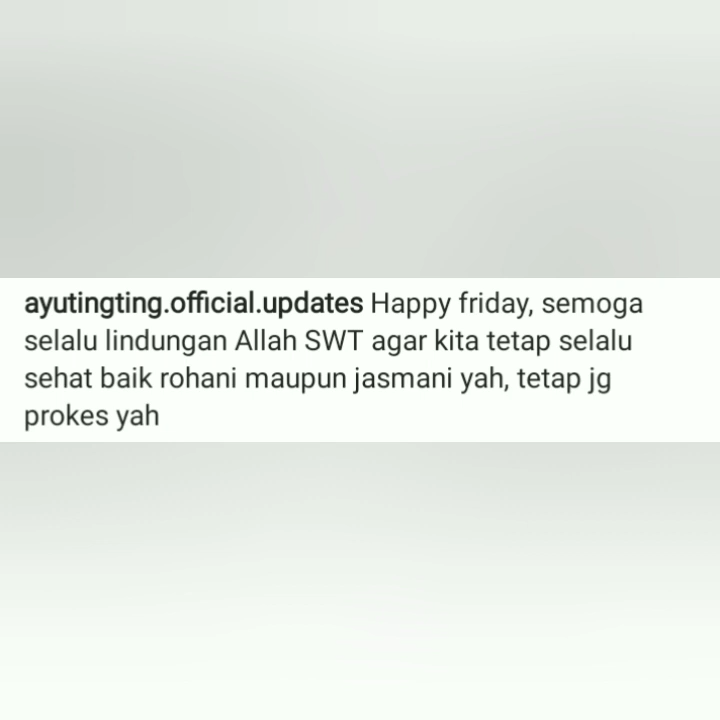 ayutingting.official.updates Happy friday, semoga
selalu lindungan Allah SWT agar kita tetap selalu
sehat baik rohani maupun jasmani yah, tetap jg
prokes yah